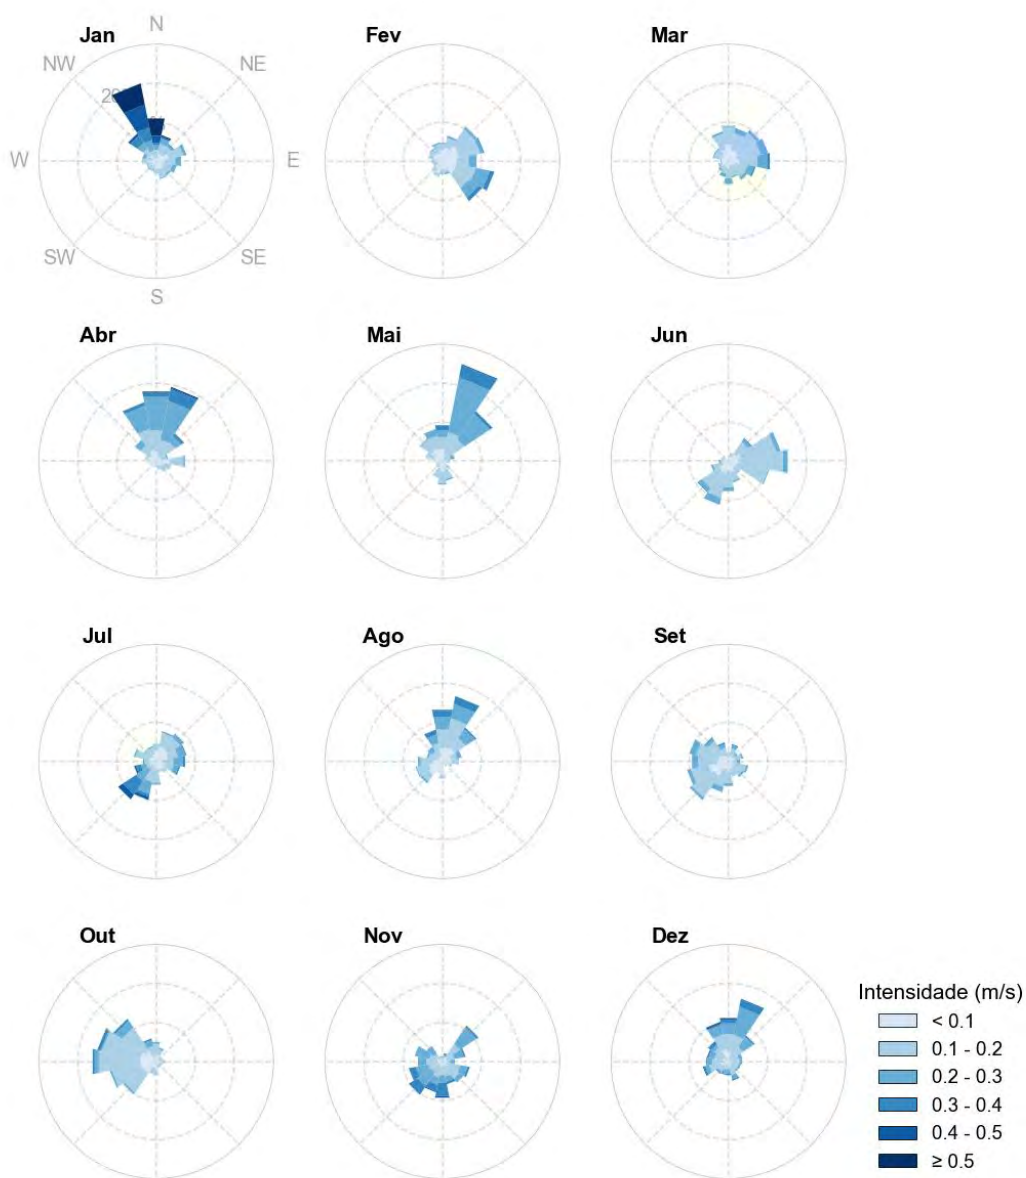 Jan
N
Fev
Mar
NW
NE
W
E
SW
SE
S
Abr
Mai
Jun
Jul
Ago
Set
Out
Nov
Dez
Intensidade (m/s)
< 0.1
0.1 - 0.2
0.2 - 0.3
0.3 - 0.4
0.4 - 0.5
≥ 0.5